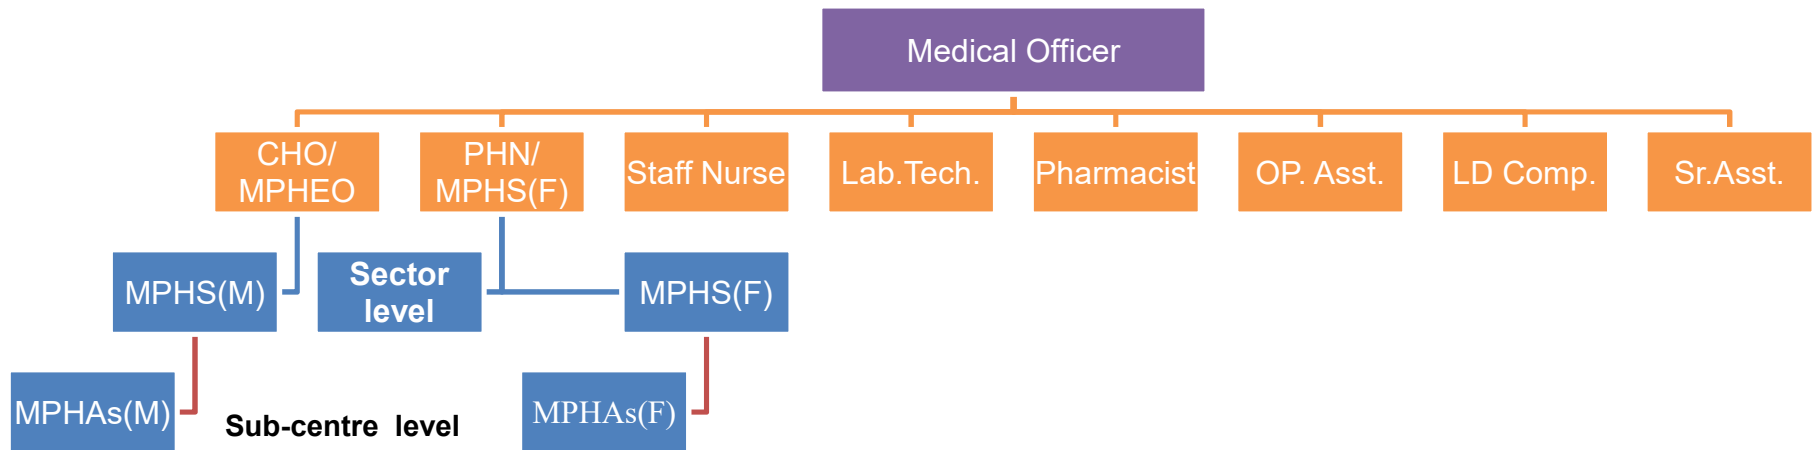 Medical Officer
CHO/
MPHEO
PHN/
MPHS(F)
Staff Nurse
Lab.Tech.
Pharmacist
OP. Asst.
LD Comp.
Sr.Asst.
MPHS(M)
Sector
level
MPHS(F)
MPHAs(M)
Sub-centre level
MPHAs(F)